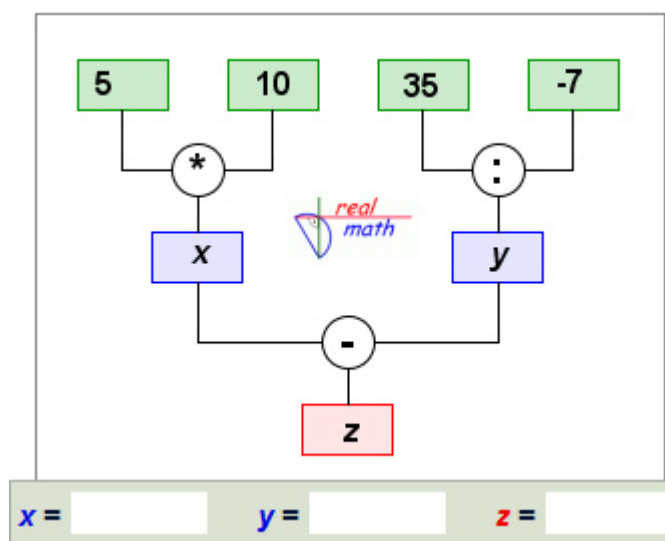 5 10 35 -7
* :
real
math
x y
-
z
x = y = z =